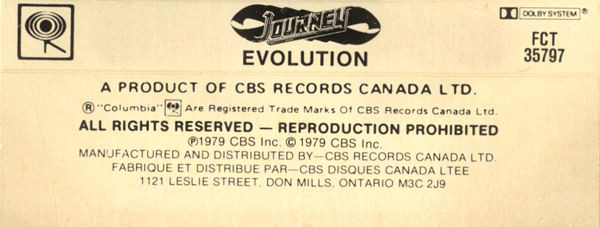 JOURNEY
DOLBY SYSTEM ®
EVOLUTION
FCT
35797
A PRODUCT OF CBS RECORDS CANADA LTD.
® "Columbia" Are Registered Trade Marks Of CBS Records Canada Ltd.
ALL RIGHTS RESERVED — REPRODUCTION PROHIBITED
℗1979 CBS Inc. © 1979 CBS Inc.
MANUFACTURED AND DISTRIBUTED BY—CBS RECORDS CANADA LTD.
FABRIQUE ET DISTRIBUE PAR—CBS DISQUES CANADA LTEE
1121 LESLIE STREET, DON MILLS, ONTARIO M3C 2J9